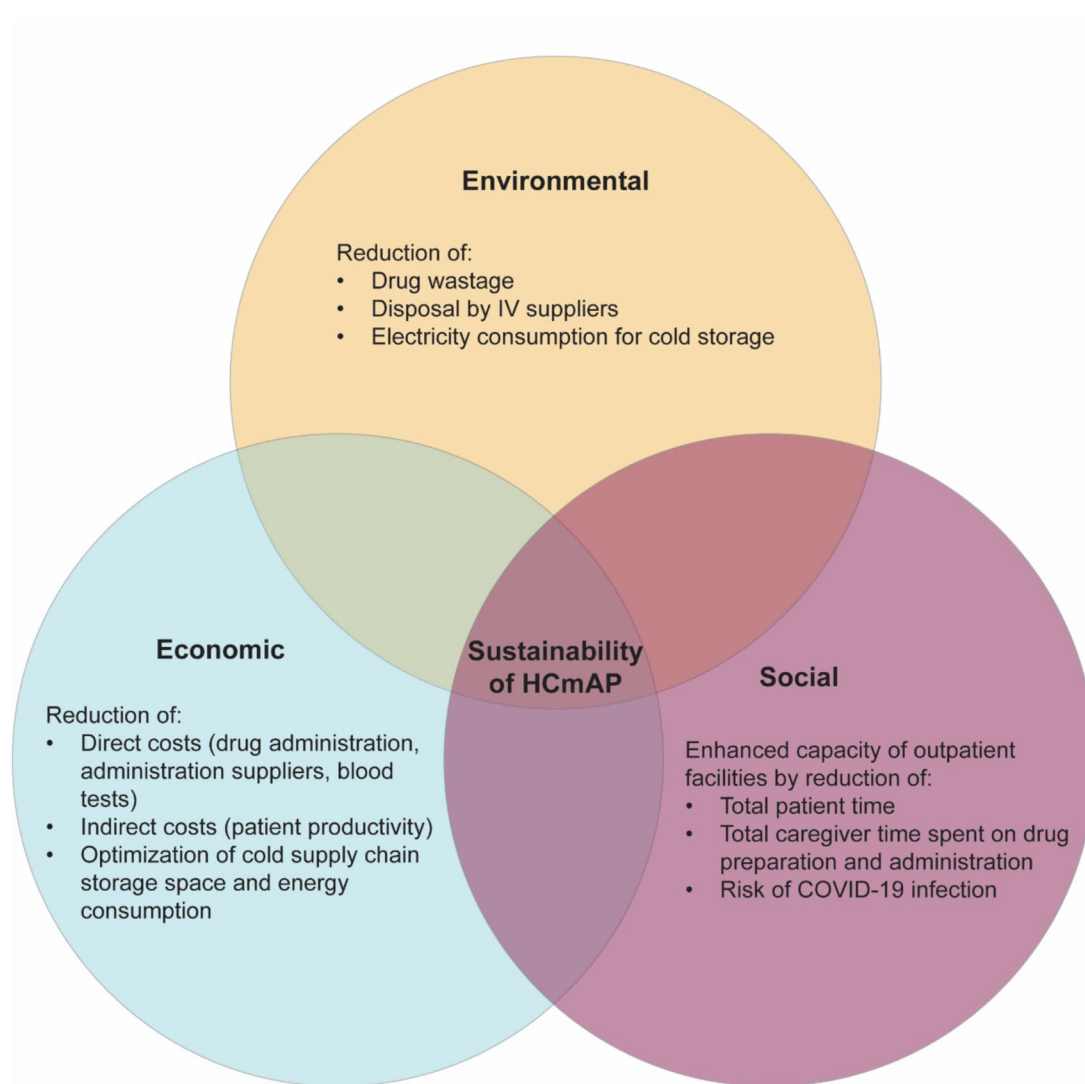 Environmental
Reduction of:
• Drug wastage
• Disposal by IV suppliers
• Electricity consumption for cold storage
Economic
Reduction of:
• Direct costs (drug administration,
administration suppliers, blood
tests)
• Indirect costs (patient productivity)
• Optimization of cold supply chain
storage space and energy
consumption
Sustainability
of HCmAP
Social
Enhanced capacity of outpatient
facilities by reduction of:
• Total patient time
• Total caregiver time spent on drug
preparation and administration
• Risk of COVID-19 infection